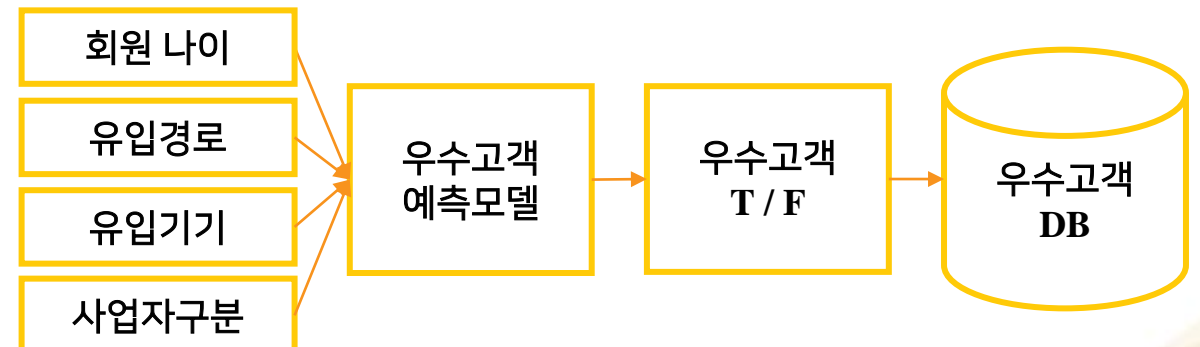 회원 나이
유입경로
유입기기
사업자구분
우수고객
예측모델
우수고객
T / F
우수고객
DB